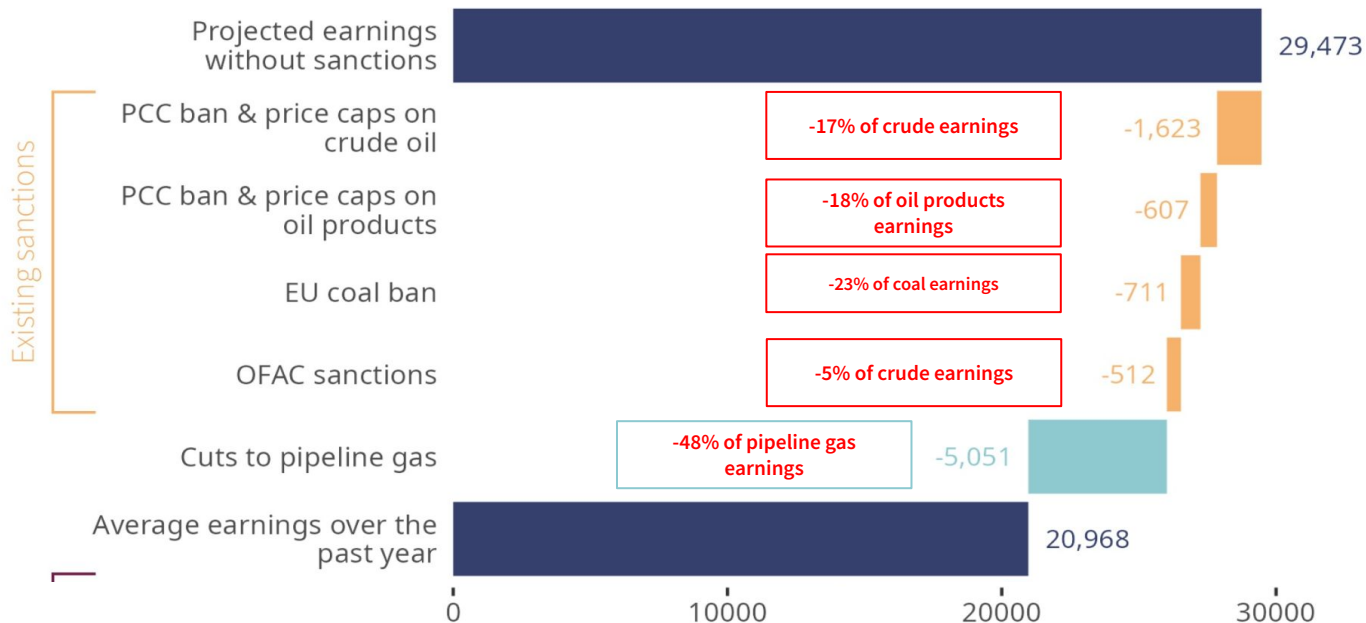 Projected earnings
without sanctions
29,473
Existing sanctions
PCC ban & price caps on
crude oil
-17% of crude earnings
-1,623
PCC ban & price caps on
oil products
-18% of oil products
earnings
-607
EU coal ban
-23% of coal earnings
-711
OFAC sanctions
-5% of crude earnings
-512
Cuts to pipeline gas
-48% of pipeline gas
earnings
-5,051
Average earnings over the
past year
20,968
0
10000
20000
30000